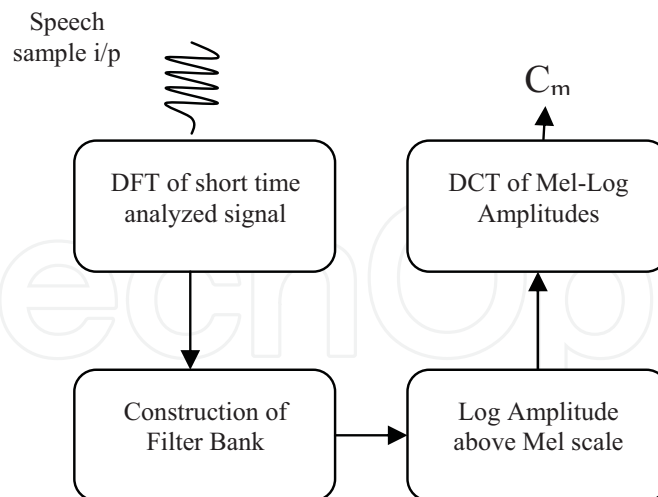 Speech
sample i/p
DFT of short time
analyzed signal
Construction of
Filter Bank
Log Amplitude
above Mel scale
DCT of Mel-Log
Amplitudes
Cm